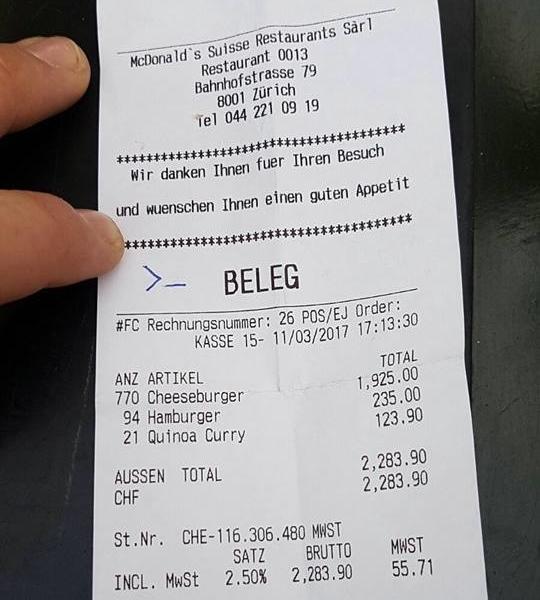 McDonald`s Suisse Restaurants Sàrl
Restaurant 0013
Bahnhofstrasse 79
8001 Zürich
Tel 044 221 09 19
****************************************
Wir danken Ihnen fuer Ihren Besuch
und wuenschen Ihnen einen guten Appetit
****************************************
>_ BELEG
#FC Rechnungsnummer: 26 POS/EJ Order:
KASSE 15- 11/03/2017 17:13:30
ANZ ARTIKEL TOTAL
770 Cheeseburger 1,925.00
94 Hamburger 235.00
21 Quinoa Curry 123.90
AUSSEN TOTAL 2,283.90
CHF 2,283.90
St.Nr. CHE-116.306.480 MWST
SATZ BRUTTO MWST
INCL. MwSt 2.50% 2,283.90 55.71